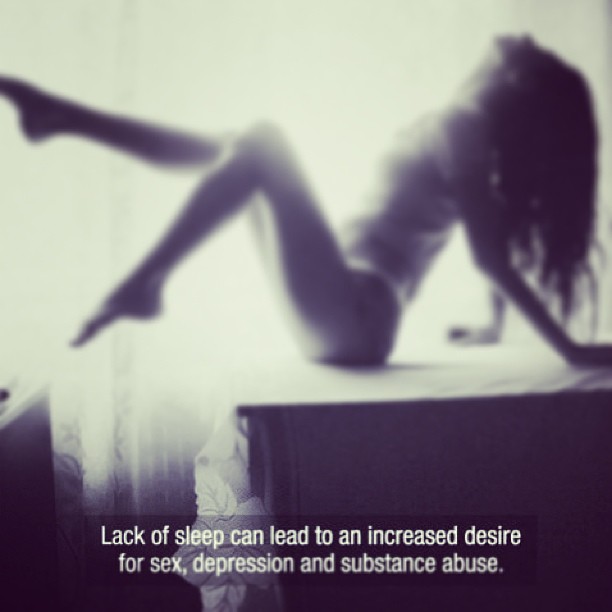 Lack of sleep can lead to an increased desire
for sex, depression and substance abuse.